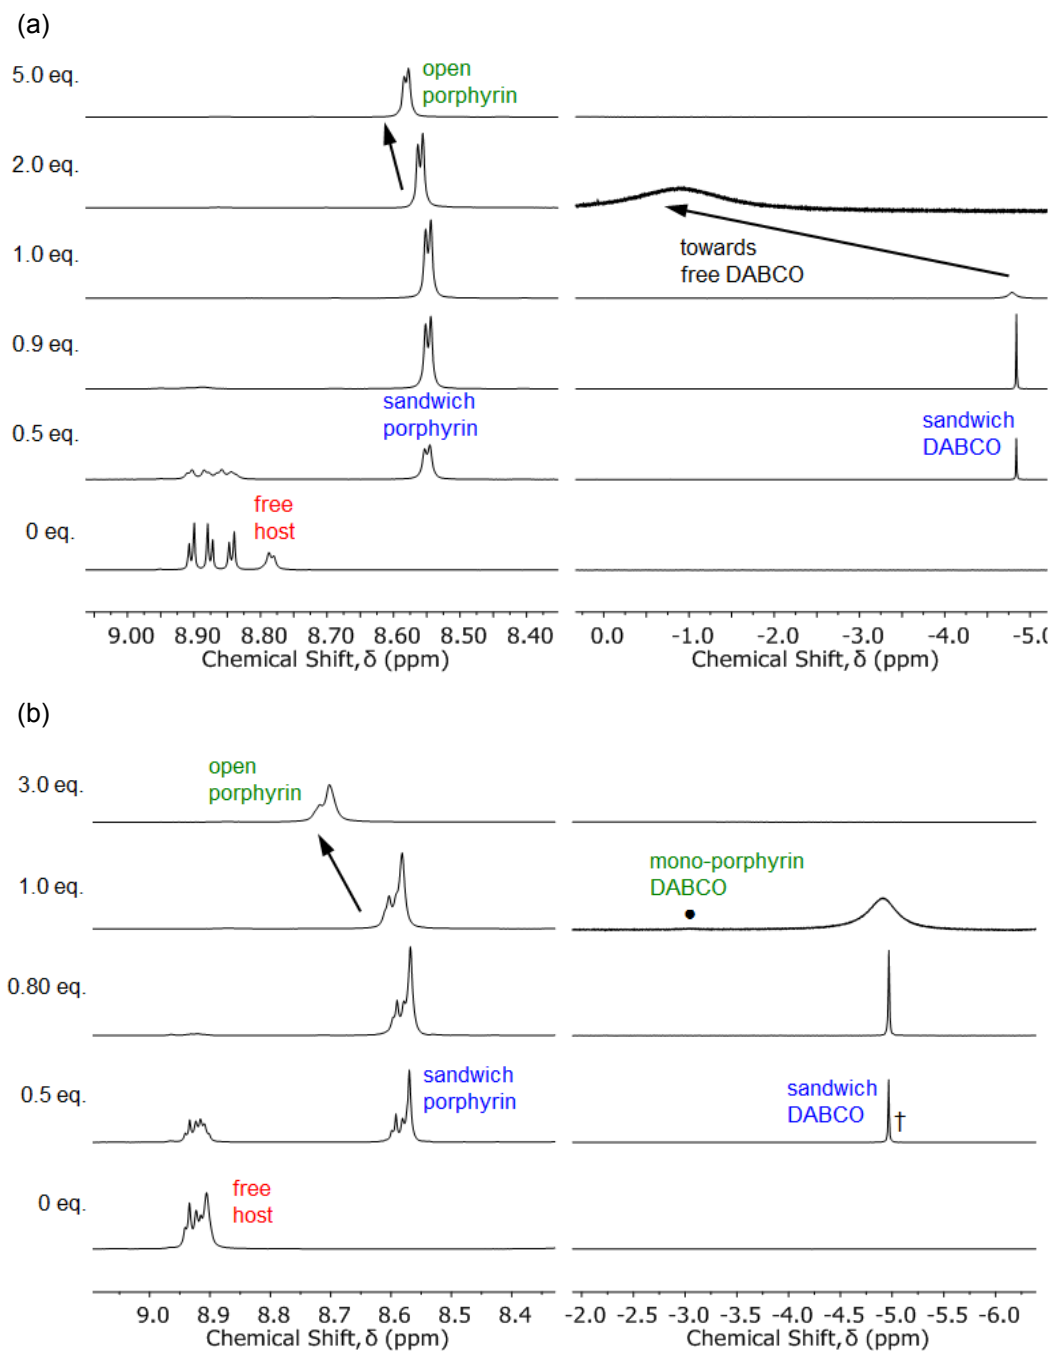 (a)
5.0 eq.
open
porphyrin
2.0 eq.
1.0 eq.
towards
free DABCO
0.9 eq.
sandwich
porphyrin
sandwich
DABCO
0.5 eq.
free
host
0 eq.
9.00 8.90 8.80 8.70 8.60 8.50 8.40
Chemical Shift, δ (ppm)
0.0 -1.0 -2.0 -3.0 -4.0 -5.0
Chemical Shift, δ (ppm)
(b)
open
porphyrin
3.0 eq.
mono-porphyrin
DABCO
1.0 eq.
0.80 eq.
sandwich
porphyrin
sandwich
DABCO †
0.5 eq.
free
host
0 eq.
9.0 8.9 8.8 8.7 8.6 8.5 8.4
Chemical Shift, δ (ppm)
-2.0 -2.5 -3.0 -3.5 -4.0 -4.5 -5.0 -5.5 -6.0
Chemical Shift, δ (ppm)